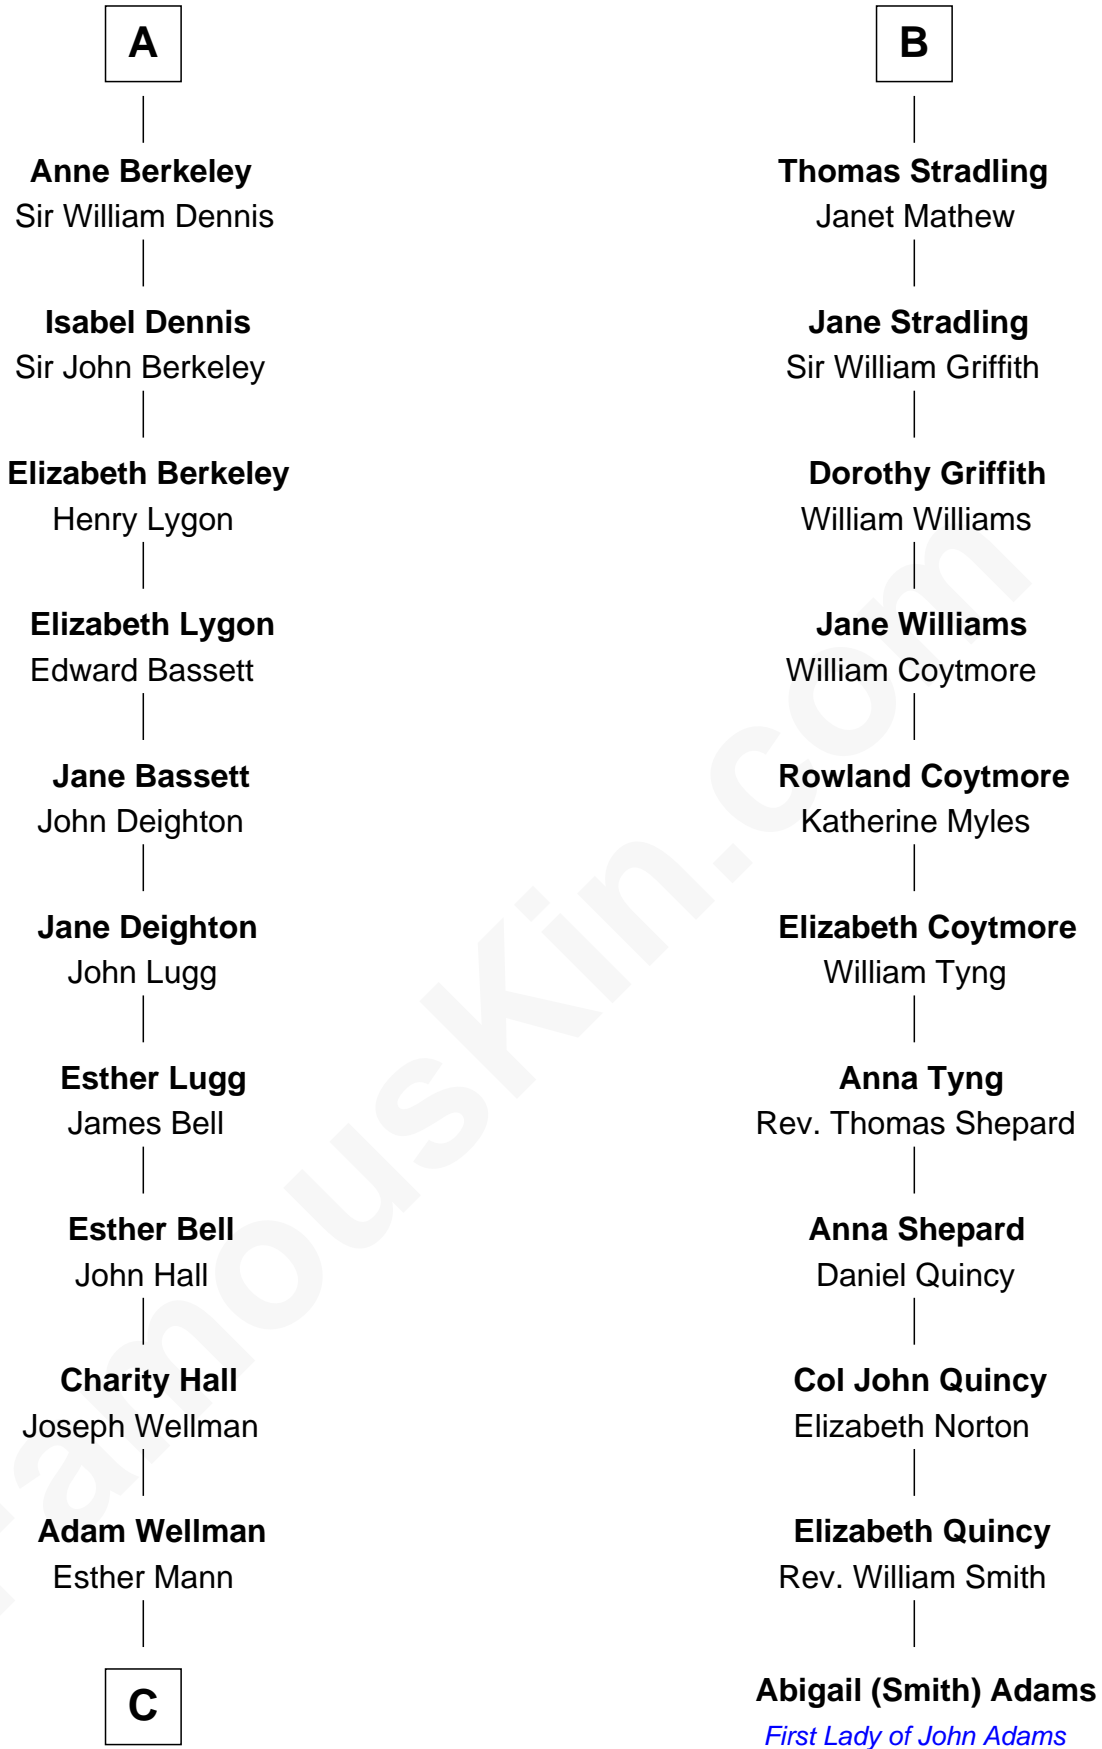 A
Anne Berkeley
Sir William Dennis
Isabel Dennis
Sir John Berkeley
Elizabeth Berkeley
Henry Lygon
Elizabeth Lygon
Edward Bassett
Jane Bassett
John Deighton
Jane Deighton
John Lugg
Esther Lugg
James Bell
Esther Bell
John Hall
Charity Hall
Joseph Wellman
Adam Wellman
Esther Mann
C
B
Thomas Stradling
Janet Mathew
Jane Stradling
Sir William Griffith
Dorothy Griffith
William Williams
Jane Williams
William Coytmore
Rowland Coytmore
Katherine Myles
Elizabeth Coytmore
William Tyng
Anna Tyng
Rev. Thomas Shepard
Anna Shepard
Daniel Quincy
Col John Quincy
Elizabeth Norton
Elizabeth Quincy
Rev. William Smith
Abigail (Smith) Adams
First Lady of John Adams
FamousKin.com